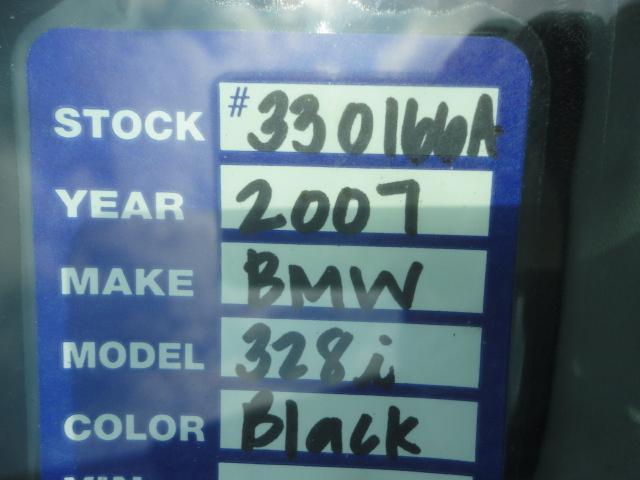 STOCK # 330166A
YEAR 2007
MAKE BMW
MODEL 328i
COLOR Black